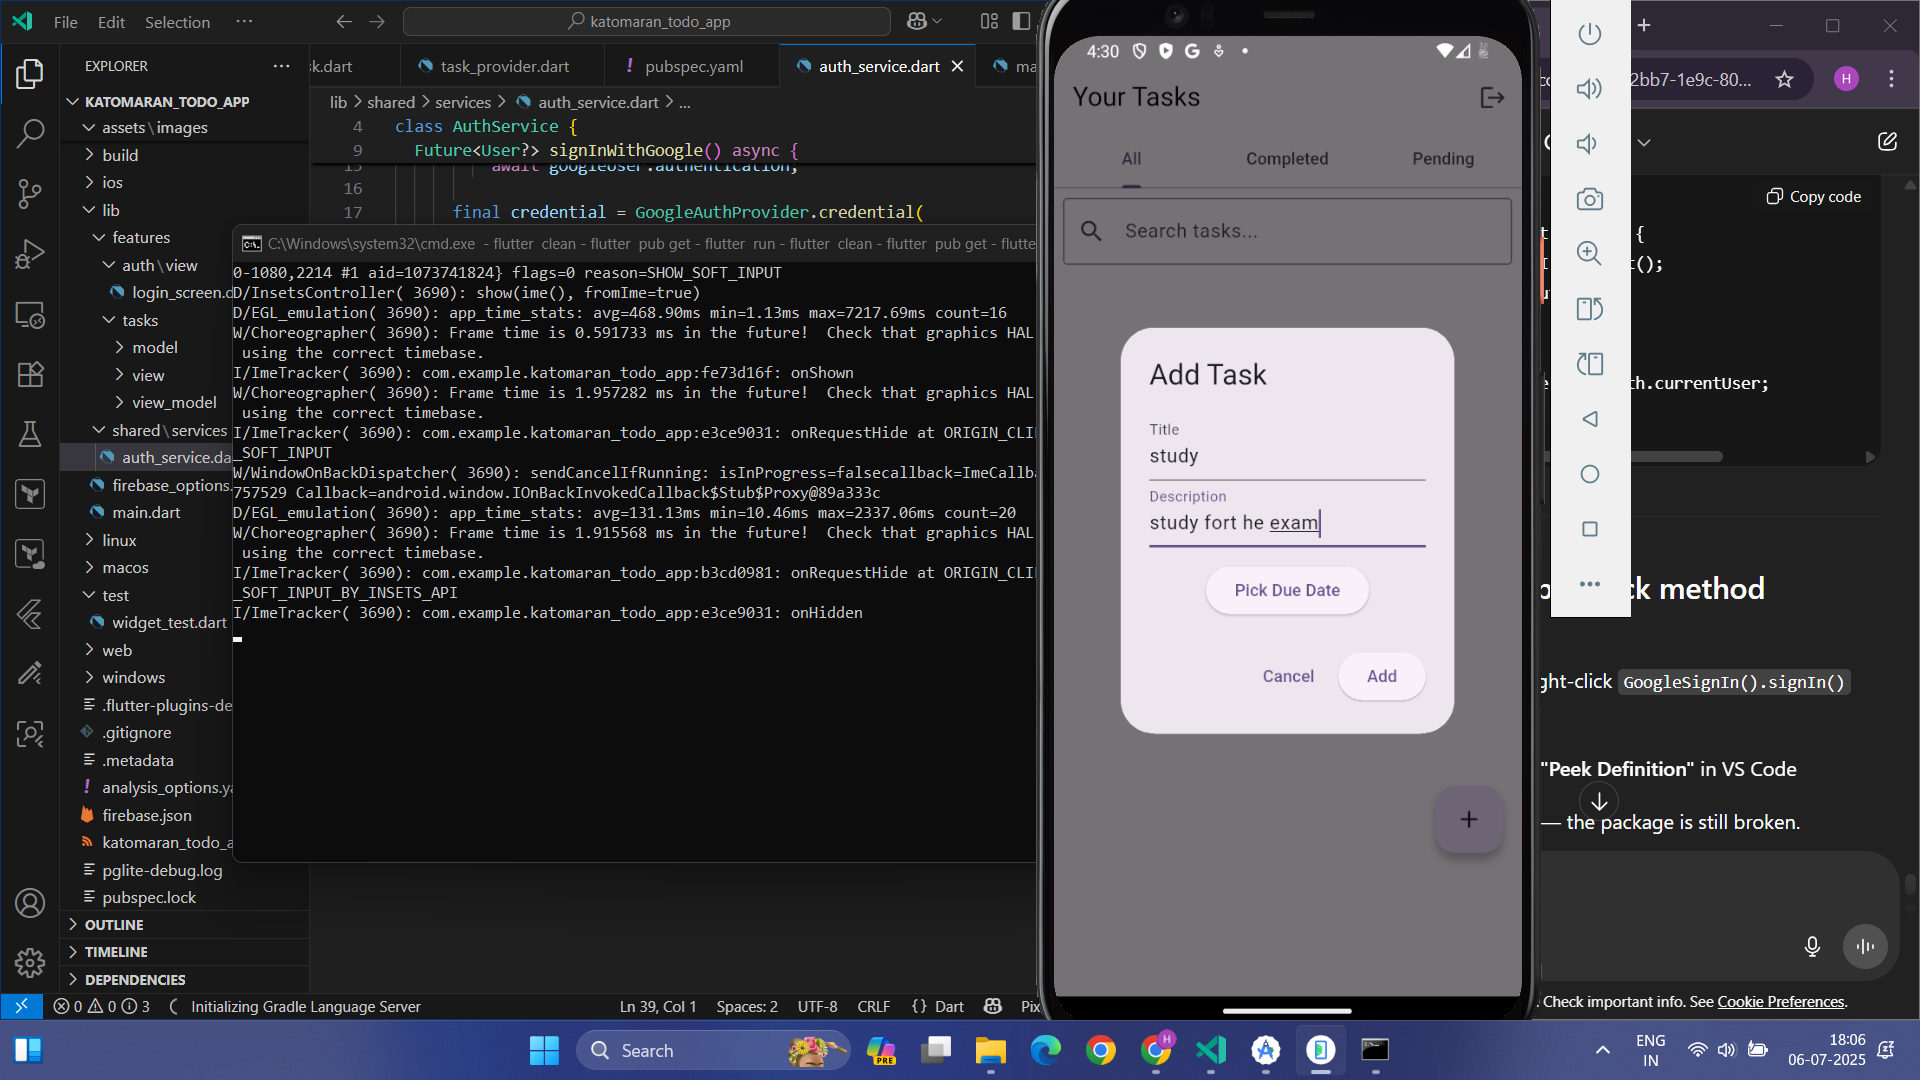 File Edit Selection ...
katomaran_todo_app
EXPLORER
KATOMARAN_TODO_APP
assets\images
build
ios
lib
features
auth\view
login_screen.d
tasks
model
view
view_model
shared\services
auth_service.da
firebase_options.
main.dart
linux
macos
test
widget_test.dart
web
windows
.flutter-plugins-de
.gitignore
.metadata
analysis_options.ya
firebase.json
katomaran_todo_a
pglite-debug.log
pubspec.lock
OUTLINE
TIMELINE
DEPENDENCIES
sk.dart
task_provider.dart
! pubspec.yaml
auth_service.dart
ma
lib > shared > services > auth_service.dart > ...
4 class AuthService {
9 Future<User?> signInWithGoogle() async {
15 await googleUser.authentication;
16
17 final credential = GoogleAuthProvider.credential(
C:\Windows\system32\cmd.exe - flutter clean - flutter pub get - flutter run - flutter clean - flutter pub get - flutte
0-1080,2214 #1 aid=1073741824} flags=0 reason=SHOW_SOFT_INPUT
D/InsetsController( 3690): show(ime(), fromIme=true)
D/EGL_emulation( 3690): app_time_stats: avg=468.90ms min=1.13ms max=7217.69ms count=16
W/Choreographer( 3690): Frame time is 0.591733 ms in the future!  Check that graphics HAL
using the correct timebase.
I/ImeTracker( 3690): com.example.katomaran_todo_app:fe73d16f: onShown
W/Choreographer( 3690): Frame time is 1.957282 ms in the future!  Check that graphics HAL
using the correct timebase.
I/ImeTracker( 3690): com.example.katomaran_todo_app:e3ce9031: onRequestHide at ORIGIN_CLI
_SOFT_INPUT
W/WindowOnBackDispatcher( 3690): sendCancelIfRunning: isInProgress=falsecallback=ImeCallb
757529 Callback=android.window.IOnBackInvokedCallback$Stub$Proxy@89a333c
D/EGL_emulation( 3690): app_time_stats: avg=131.13ms min=10.46ms max=2337.06ms count=20
W/Choreographer( 3690): Frame time is 1.915568 ms in the future!  Check that graphics HAL
using the correct timebase.
I/ImeTracker( 3690): com.example.katomaran_todo_app:b3cd0981: onRequestHide at ORIGIN_CLI
_SOFT_INPUT_BY_INSETS_API
I/ImeTracker( 3690): com.example.katomaran_todo_app:e3ce9031: onHidden
0 0 3 Initializing Gradle Language Server
Ln 39, Col 1 Spaces: 2 UTF-8 CRLF {} Dart Pix
4:30
Your Tasks
All Completed Pending
Search tasks...
Add Task
Title
study
Description
study fort he exam
Pick Due Date
Cancel Add
+
2bb7-1e9c-80...
H
Copy code
{
t();
th.currentUser;
ck method
ght-click GoogleSignIn().signIn()
"Peek Definition" in VS Code
— the package is still broken.
. Check important info. See Cookie Preferences.
Search
PRE
H
ENG
IN
18:06
06-07-2025